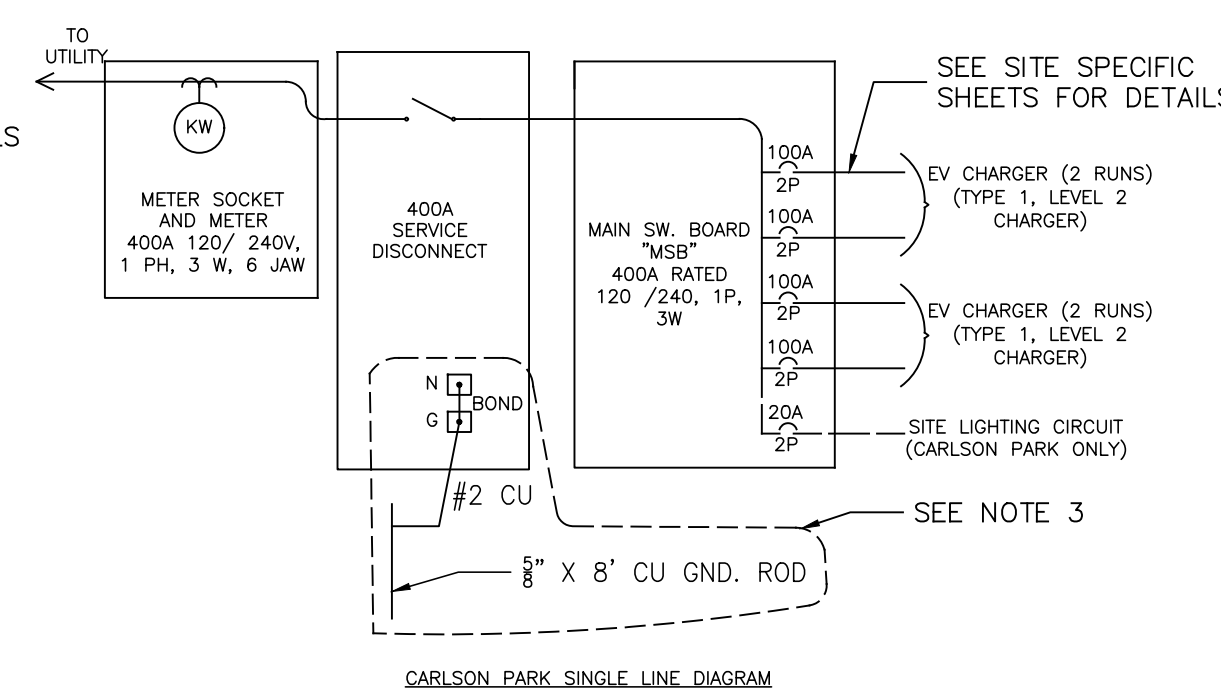 TO
UTILITY
LS
KW
METER SOCKET
AND METER
400A 120/ 240V,
1 PH, 3 W, 6 JAW
400A
SERVICE
DISCONNECT
N
BOND
G
#2 CU
5/8" X 8' CU GND. ROD
MAIN SW. BOARD
"MSB"
400A RATED
120 /240, 1P,
3W
100A
2P
100A
2P
100A
2P
100A
2P
20A
2P
SEE SITE SPECIFIC
SHEETS FOR DETAILS
EV CHARGER (2 RUNS)
(TYPE 1, LEVEL 2
CHARGER)
EV CHARGER (2 RUNS)
(TYPE 1, LEVEL 2
CHARGER)
SITE LIGHTING CIRCUIT
(CARLSON PARK ONLY)
SEE NOTE 3
CARLSON PARK SINGLE LINE DIAGRAM